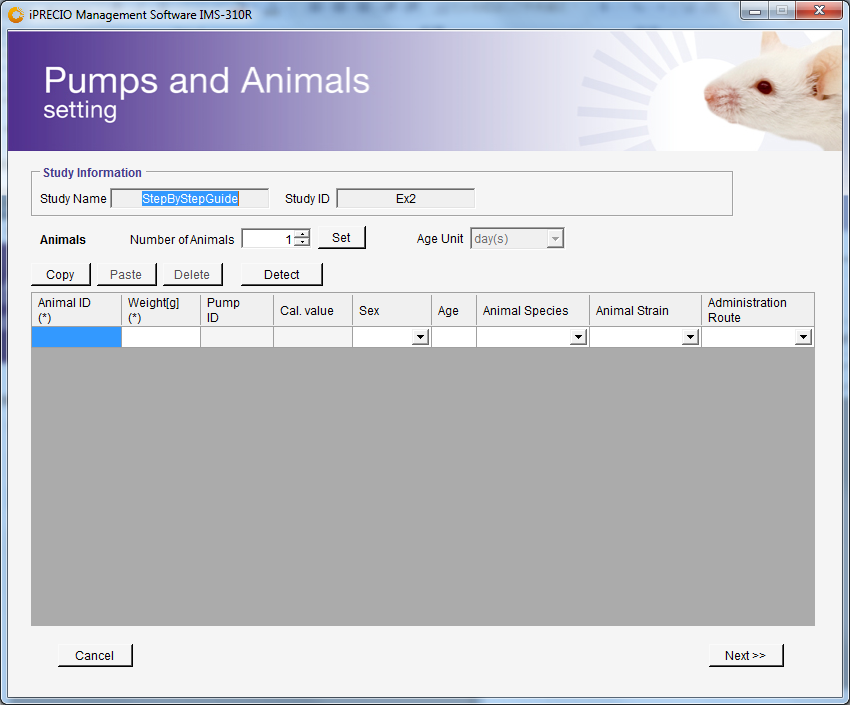 iPRECIO Management Software IMS-310R
Pumps and Animals
setting
Study Information
Study Name StepByStepGuide Study ID Ex2
Animals Number of Animals 1 Set Age Unit day(s)
Copy Paste Delete Detect
Animal ID (*) Weight[g] (*) Pump ID Cal. value Sex Age Animal Species Animal Strain Administration Route
Cancel Next >>